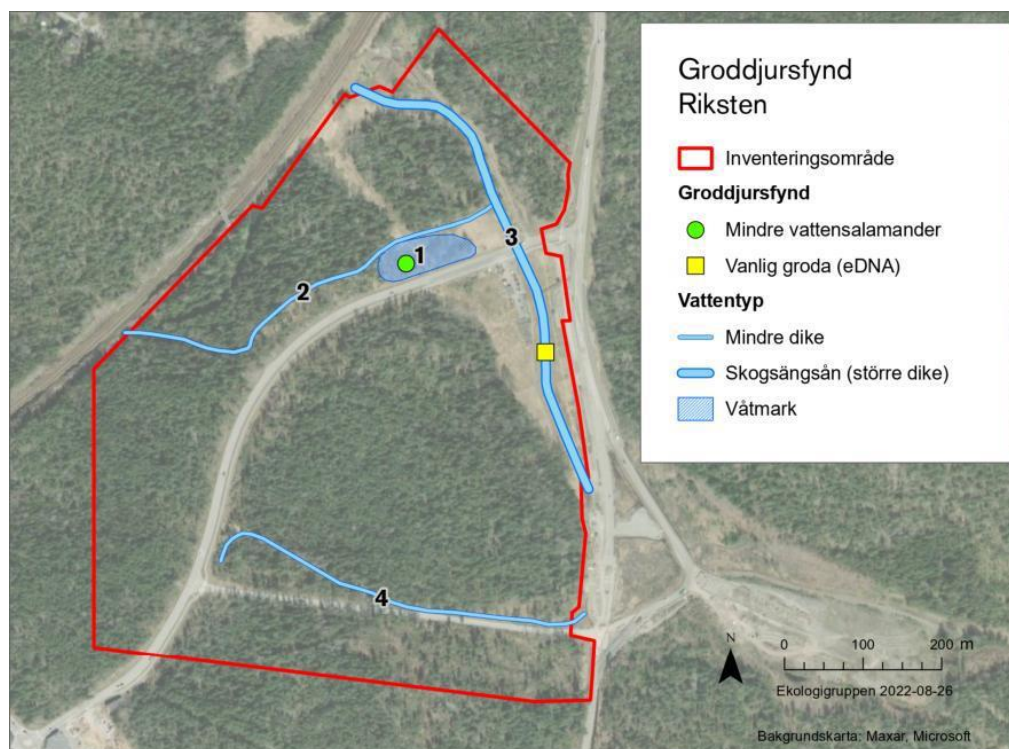 Groddjursfynd
Riksten
Inventeringsområde
Groddjursfynd
Mindre vattensalamander
Vanlig groda (eDNA)
Vattentyp
Mindre dike
Skogsängsån (större dike)
Våtmark
1
3
2
4
N
0 100 200 m
Ekologigruppen 2022-08-26
Bakgrundskarta: Maxar, Microsoft